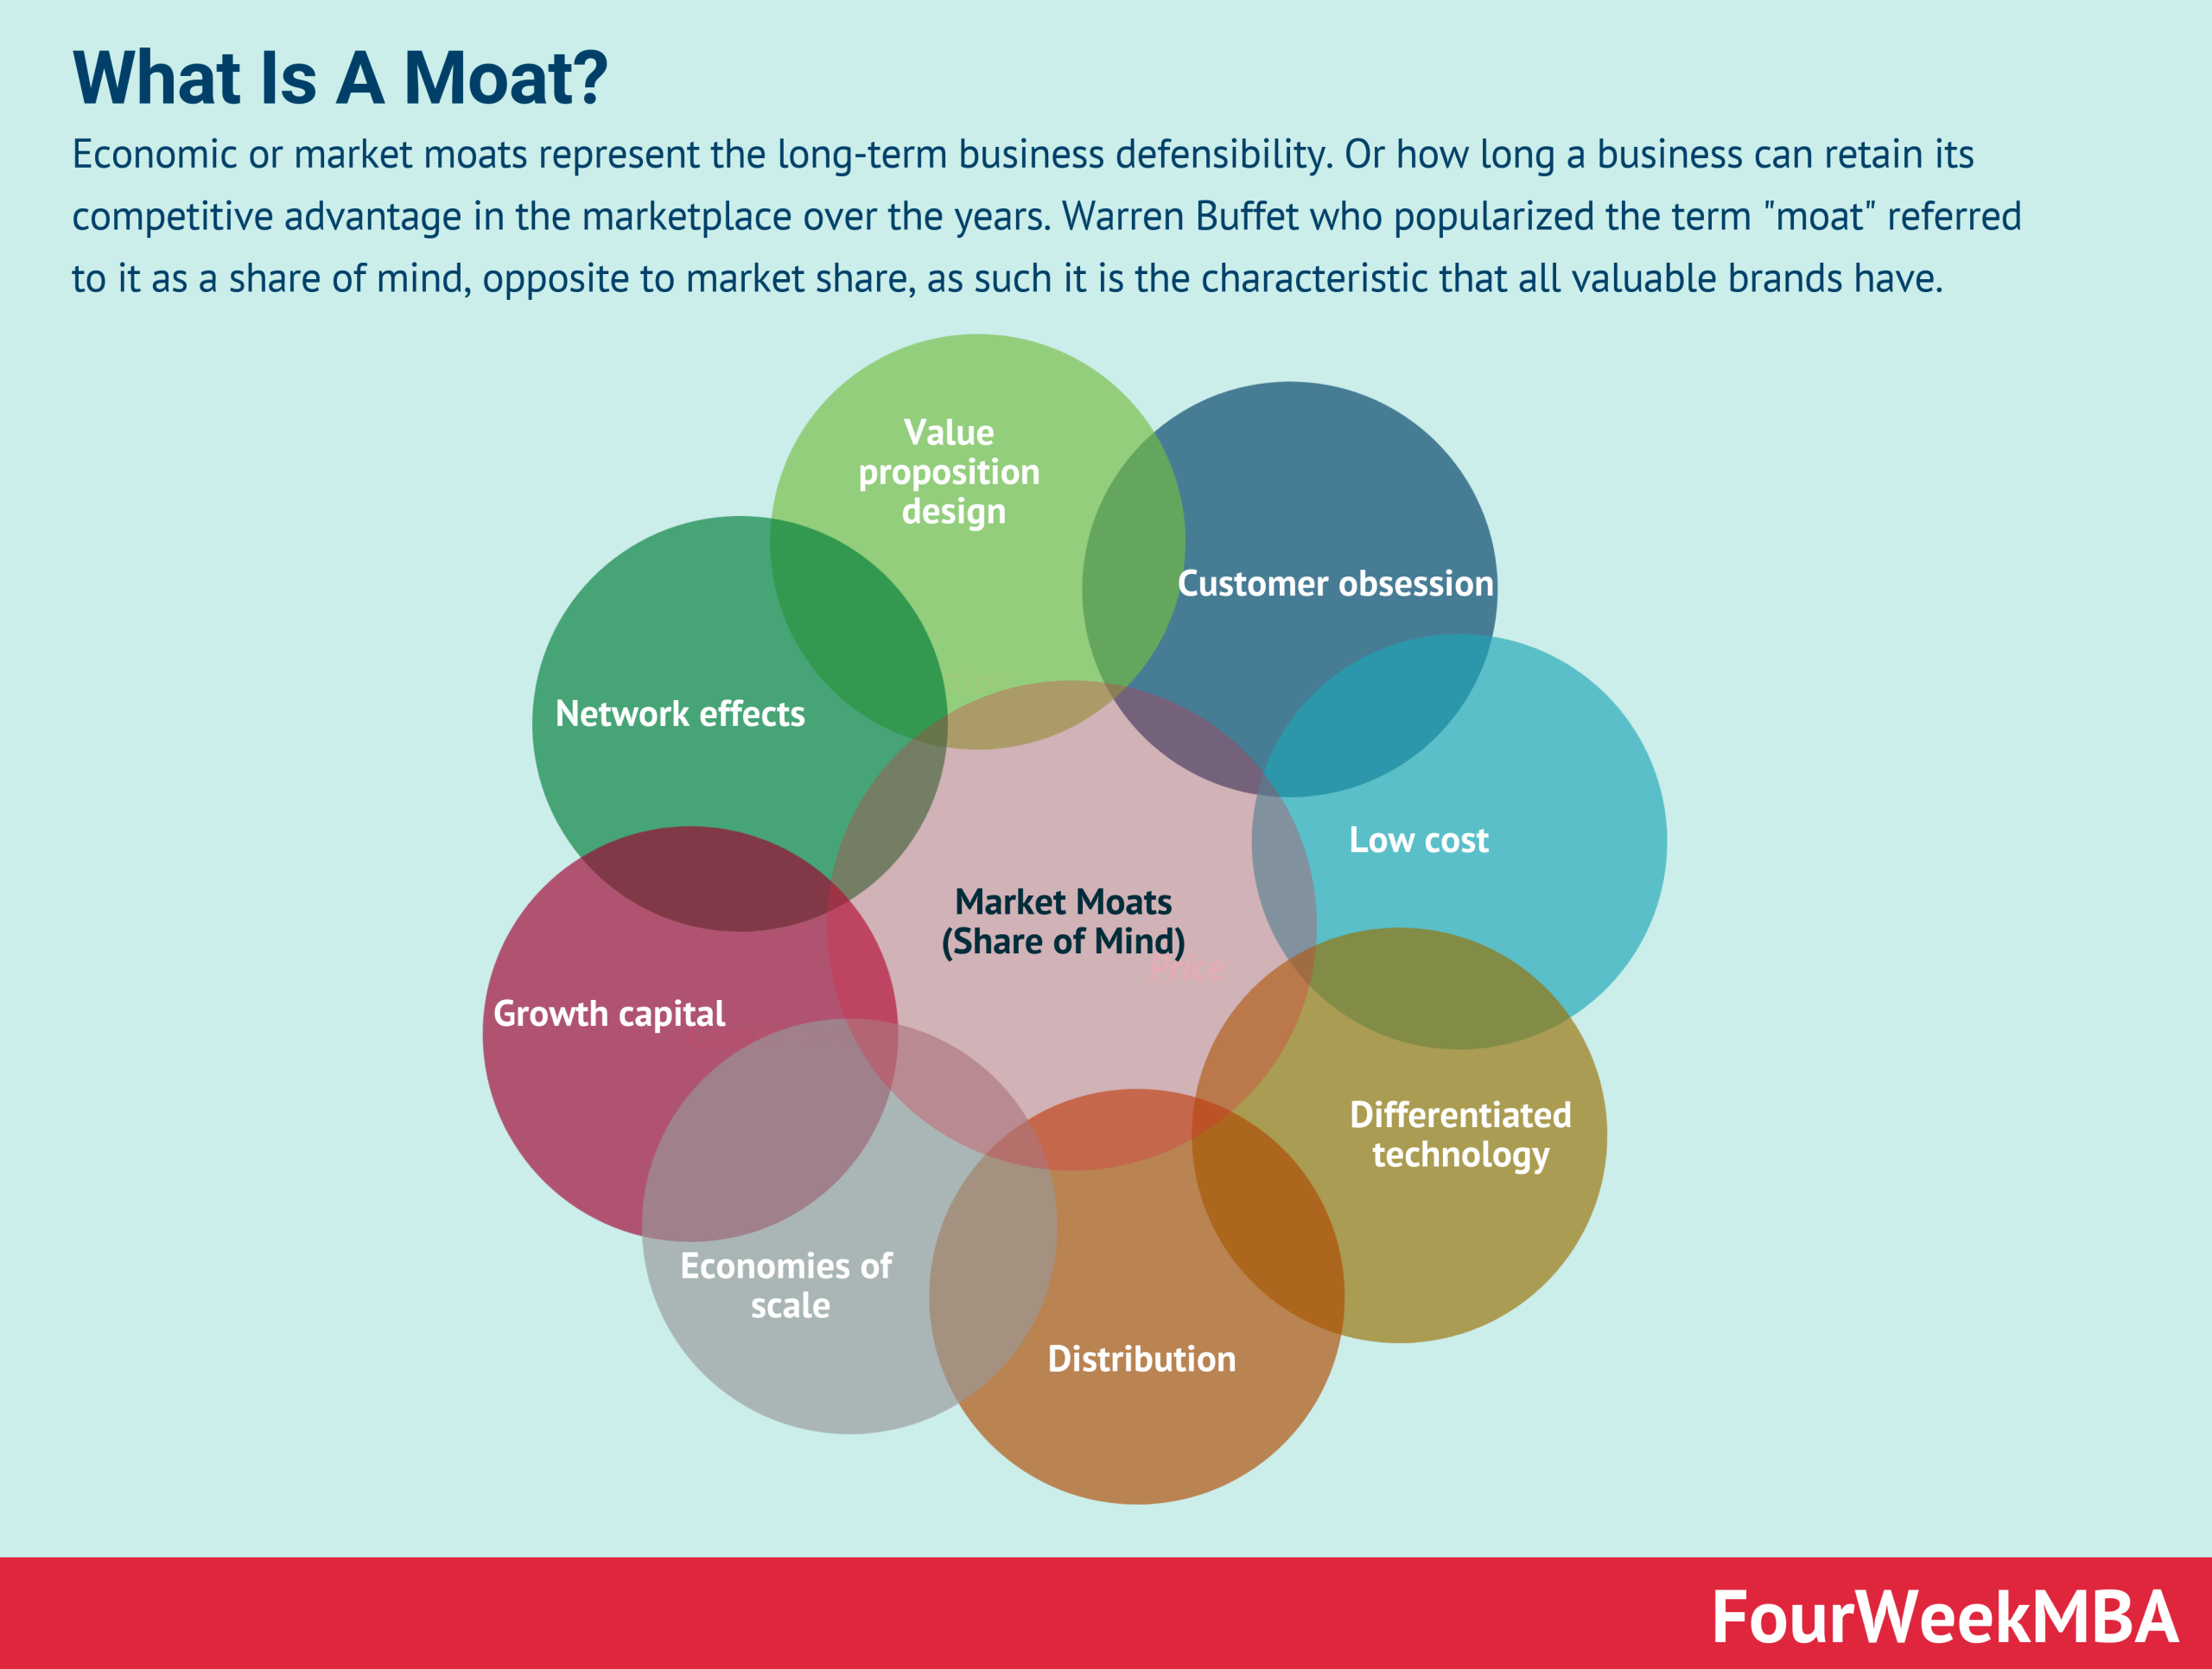 What Is A Moat?
Economic or market moats represent the long-term business defensibility. Or how long a business can retain its
competitive advantage in the marketplace over the years. Warren Buffet who popularized the term "moat" referred
to it as a share of mind, opposite to market share, as such it is the characteristic that all valuable brands have.
Value
proposition
design
Customer obsession
Network effects
Low cost
Market Moats
(Share of Mind)
Price
Growth capital
Differentiated
technology
Economies of
scale
Distribution
FourWeekMBA